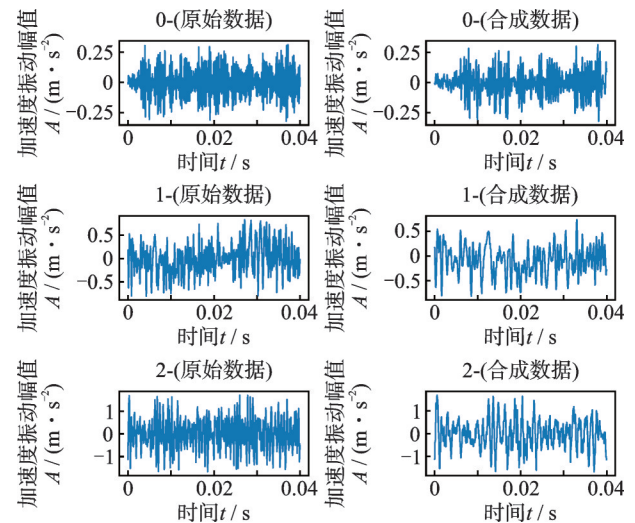 0-(原始数据)
加速度振动幅值
A / (m·s⁻²)
0.25
0
−0.25
0
0.02
0.04
时间t / s
0-(合成数据)
加速度振动幅值
A / (m·s⁻²)
0.25
0
−0.25
0
0.02
0.04
时间t / s
1-(原始数据)
加速度振动幅值
A / (m·s⁻²)
0.5
0
−0.5
0
0.02
0.04
时间t / s
1-(合成数据)
加速度振动幅值
A / (m·s⁻²)
0.5
0
−0.5
0
0.02
0.04
时间t / s
2-(原始数据)
加速度振动幅值
A / (m·s⁻²)
1
0
−1
0
0.02
0.04
时间t / s
2-(合成数据)
加速度振动幅值
A / (m·s⁻²)
1
0
−1
0
0.02
0.04
时间t / s